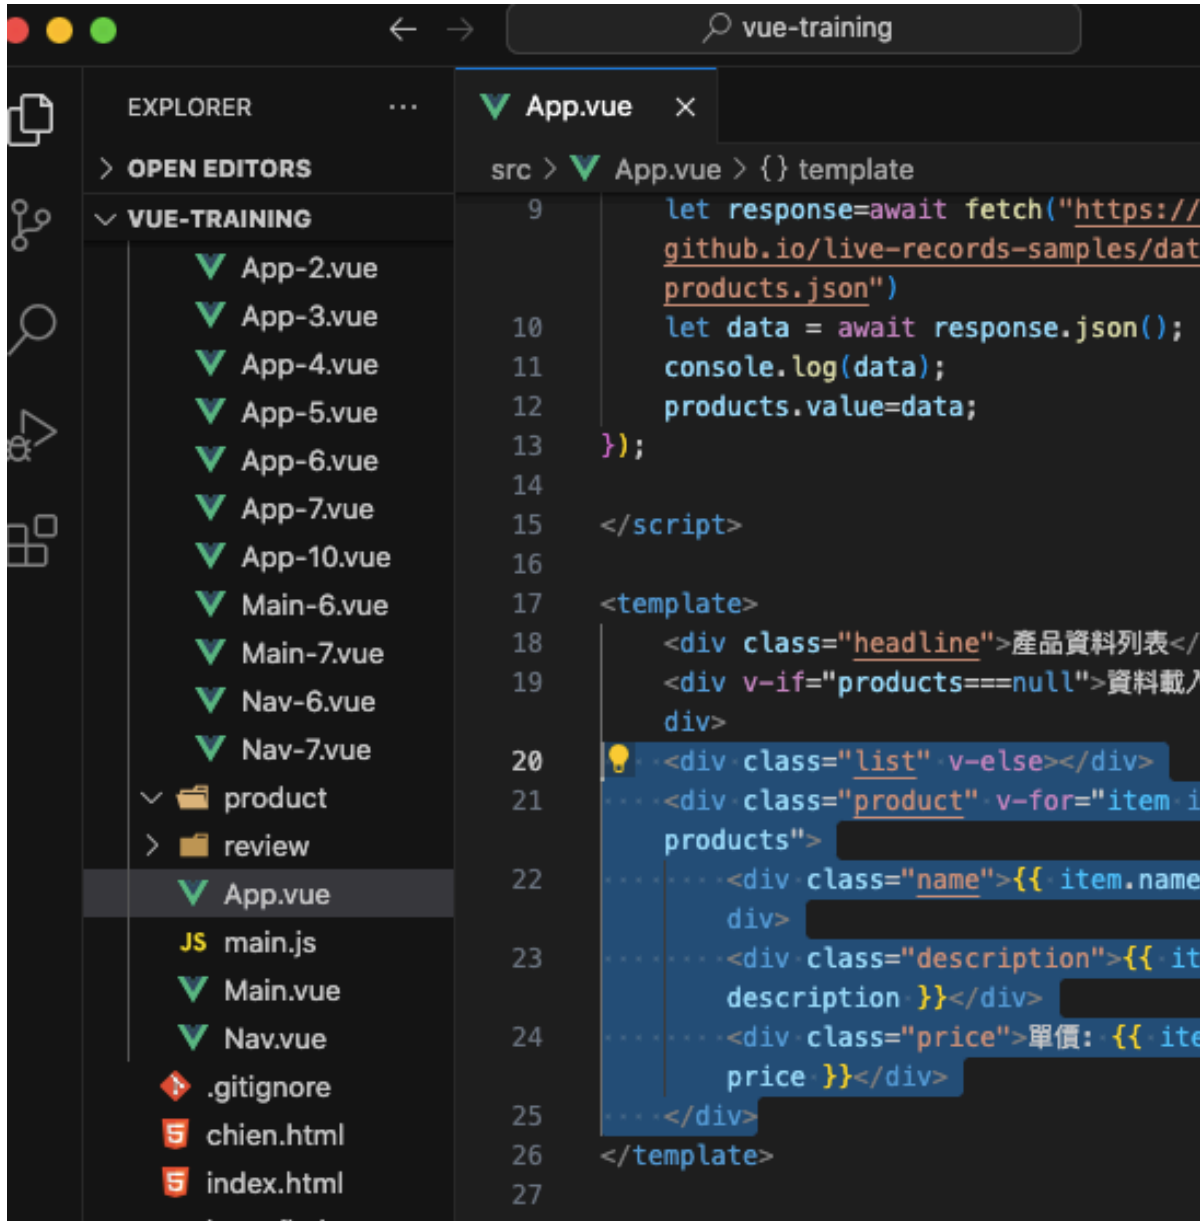 vue-training
EXPLORER
App.vue
OPEN EDITORS
src > App.vue > {} template
VUE-TRAINING
App-2.vue
App-3.vue
App-4.vue
App-5.vue
App-6.vue
App-7.vue
App-10.vue
Main-6.vue
Main-7.vue
Nav-6.vue
Nav-7.vue
product
review
App.vue
JS main.js
Main.vue
Nav.vue
.gitignore
chien.html
index.html
9 let response=await fetch("https://
github.io/live-records-samples/dat
products.json")
10 let data = await response.json();
11 console.log(data);
12 products.value=data;
13 });
14
15 </script>
16
17 <template>
18 <div class="headline">產品資料列表</
19 <div v-if="products===null">資料載入
div>
20 <div class="list" v-else></div>
21 <div class="product" v-for="item i
products">
22 <div class="name">{{ item.name
div>
23 <div class="description">{{ it
description }}</div>
24 <div class="price">單價: {{ ite
price }}</div>
25 </div>
26 </template>
27